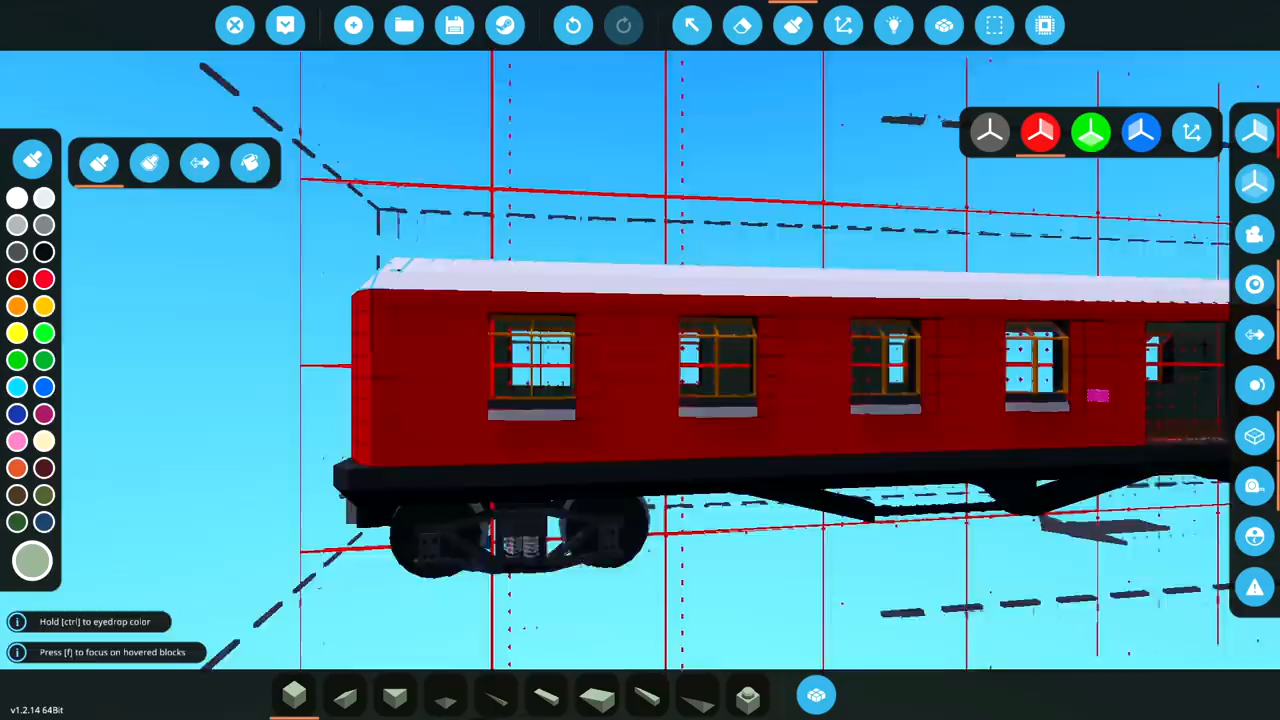 Hold [ctrl] to eyedrop color
Press [f] to focus on hovered blocks
v1.2.14 64Bit